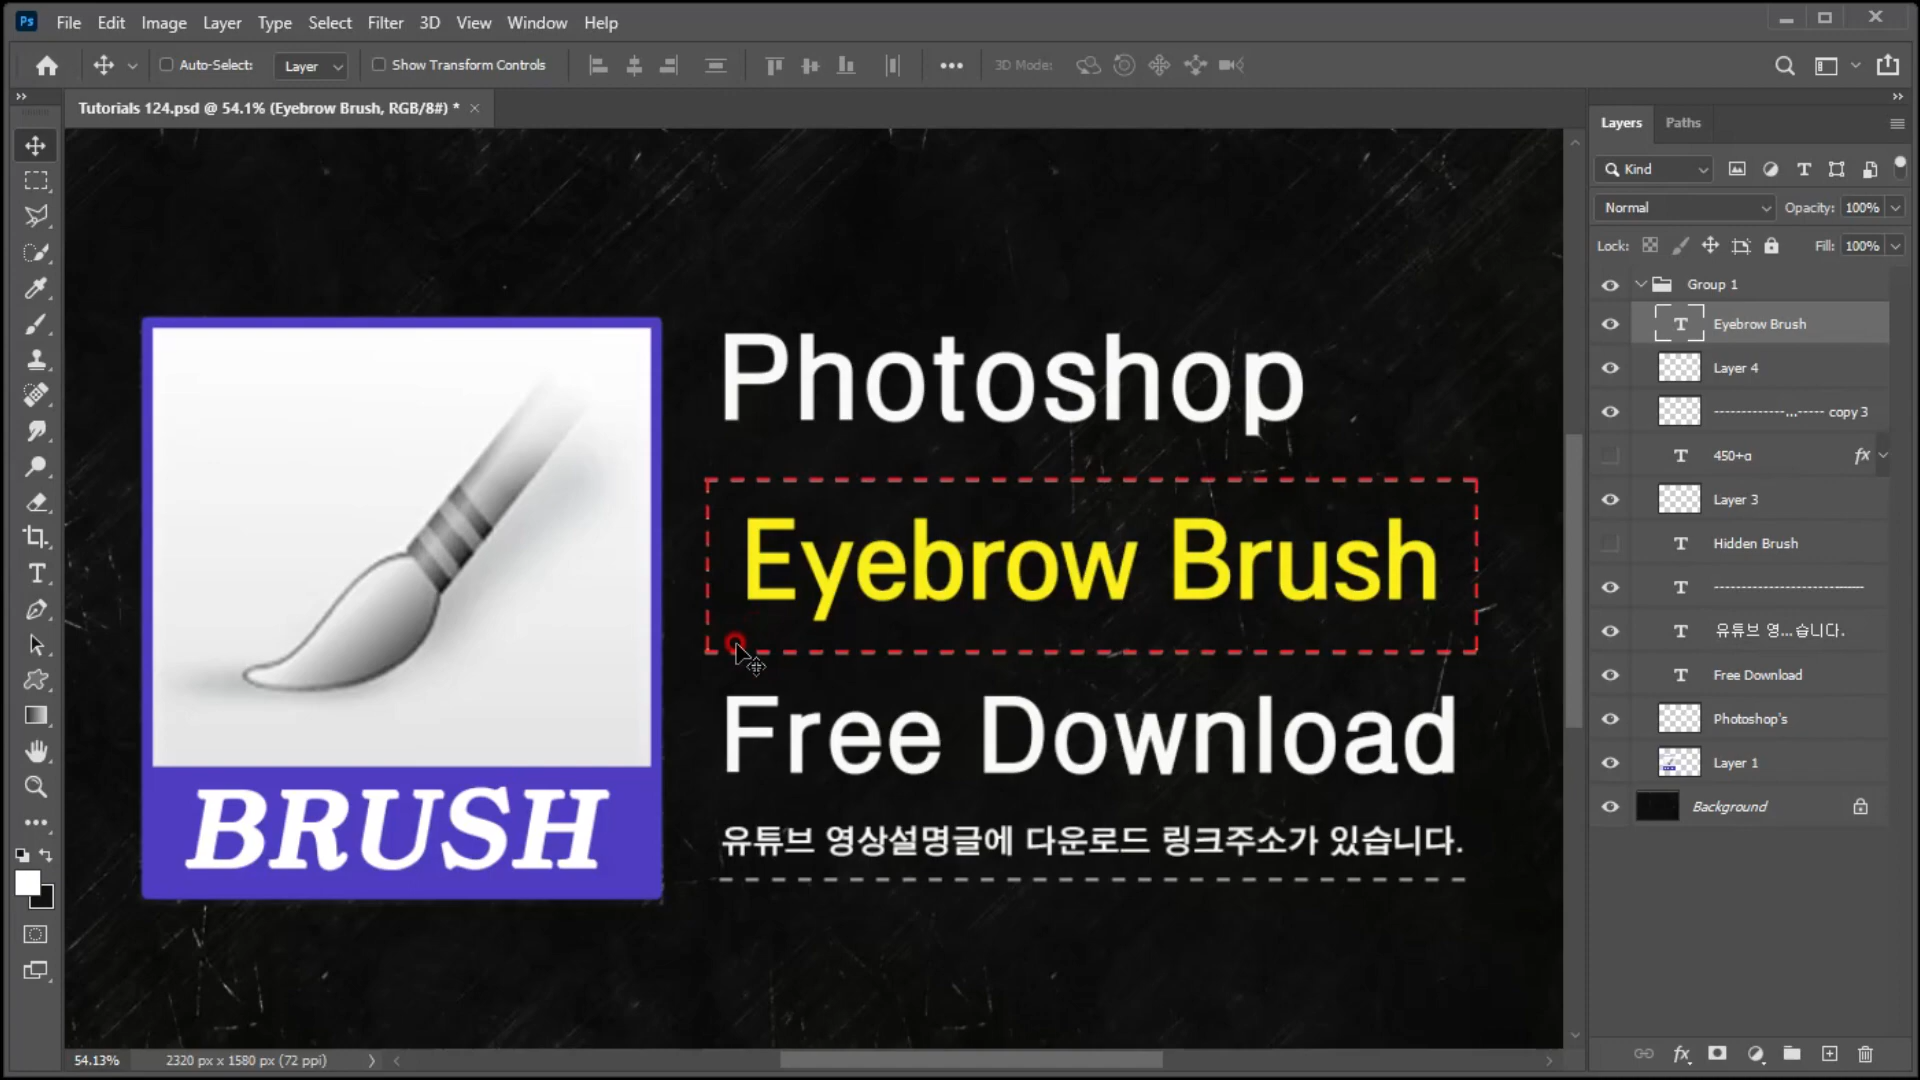 Ps File Edit Image Layer Type Select Filter 3D View Window Help
Auto-Select: Layer Show Transform Controls 3D Mode:
Tutorials 124.psd @ 54.1% (Eyebrow Brush, RGB/8#) *
Photoshop
Eyebrow Brush
Free Download
유튜브 영상설명글에 다운로드 링크주소가 있습니다.
BRUSH
Layers Paths
Kind
Normal Opacity: 100%
Lock: Fill: 100%
Group 1
Eyebrow Brush
Layer 4
-------------...----- copy 3
450+α fx
Layer 3
Hidden Brush
---------------------------
유튜브 영...습니다.
Free Download
Photoshop's
Layer 1
Background
54.13% 2320 px x 1580 px (72 ppi)
fx